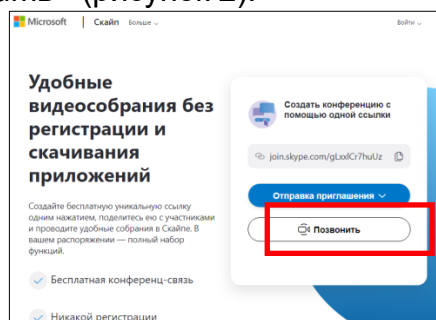 (рисунок 2).
Microsoft | Скайп Больше
Войти
Удобные
видеособрания без
регистрации и
скачивания
приложений
Создайте бесплатную уникальную ссылку
одним нажатием, поделитесь ею с участниками
и проводите удобные собрания в Скайпе. В
вашем распоряжении — полный набор
функций.
Бесплатная конференц-связь
Никакой регистрации
Создать конференцию с
помощью одной ссылки
join.skype.com/gLxxlCr7huUz
Отправка приглашения
Позвонить